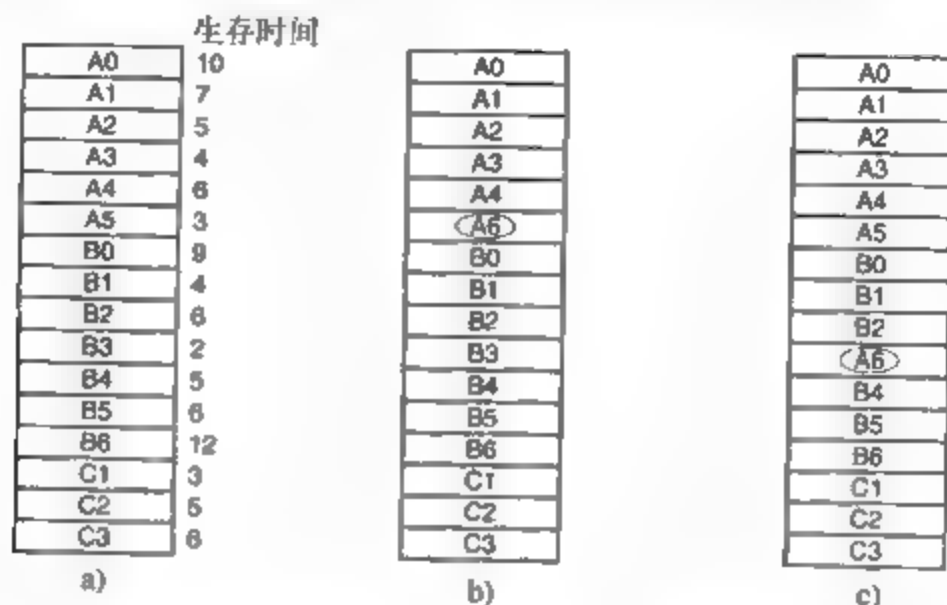 生存时间
A0 10
A1 7
A2 5
A3 4
A4 6
A5 3
B0 9
B1 4
B2 6
B3 2
B4 5
B5 6
B6 12
C1 3
C2 5
C3 6
a)
A0
A1
A2
A3
A4
A6
B0
B1
B2
B3
B4
B5
B6
C1
C2
C3
b)
A0
A1
A2
A3
A4
A5
B0
B1
B2
A6
B4
B5
B6
C1
C2
C3
c)